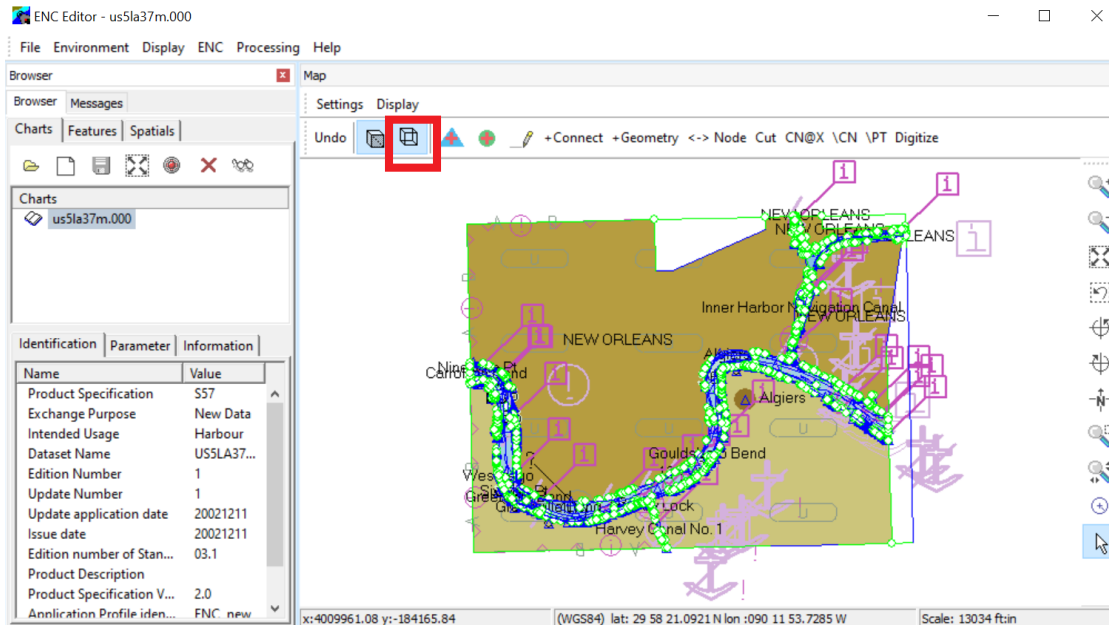 ENC Editor - us5la37m.000
File Environment Display ENC Processing Help
Browser
Map
Browser Messages
Settings Display
Charts Features Spatials
Undo +Connect +Geometry <-> Node Cut CN@X \CN \PT Digitize
Charts
us5la37m.000
NEW ORLEANS
Inner Harbor Navigation Canal
NEW ORLEANS
NEW ORLEANS
Algiers
Harvey Canal No. 1
Lock
Identification Parameter Information
Name Value
Product Specification S57
Exchange Purpose New Data
Intended Usage Harbour
Dataset Name US5LA37...
Edition Number 1
Update Number 1
Update application date 20021211
Issue date 20021211
Edition number of Stan... 03.1
Product Description
Product Specification V... 2.0
Application Profile iden... ENC new
x:4009961.08 y:-184165.84
(WGS84) lat: 29 58 21.0921 N lon :090 11 53.7285 W
Scale: 13034 ft:in